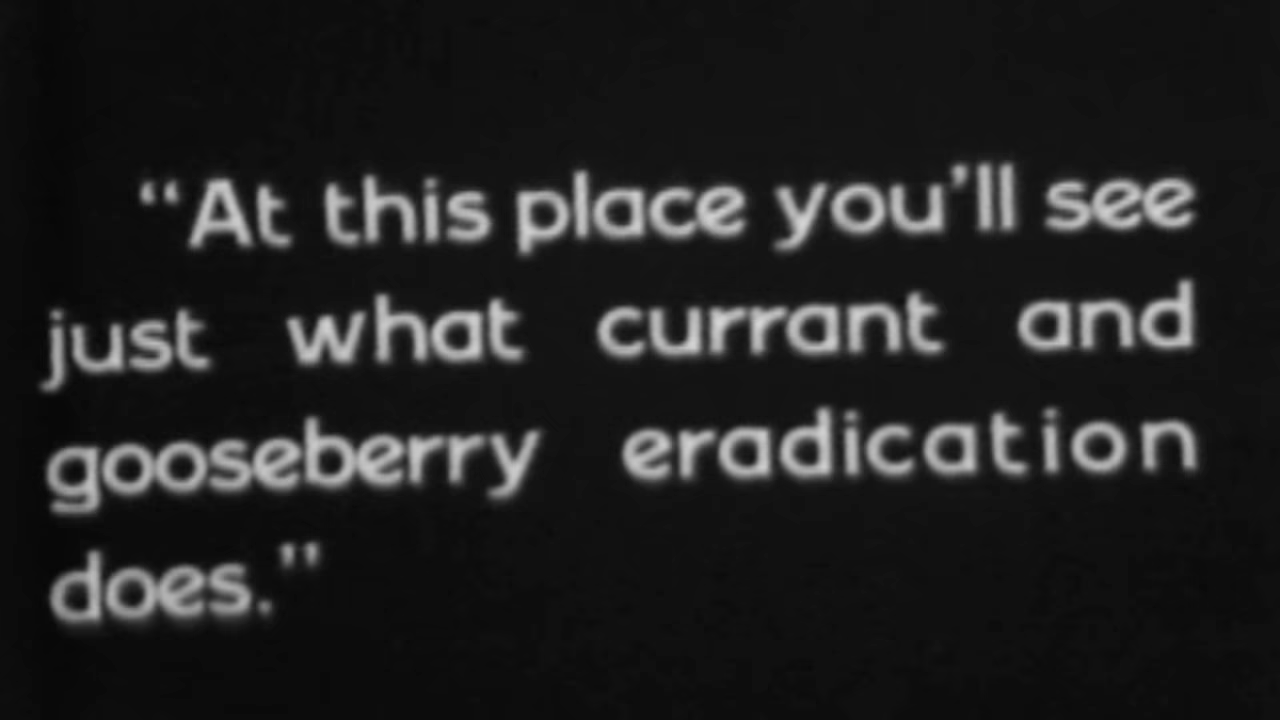 “At this place you’ll see
just what currant and
gooseberry eradication
does.”